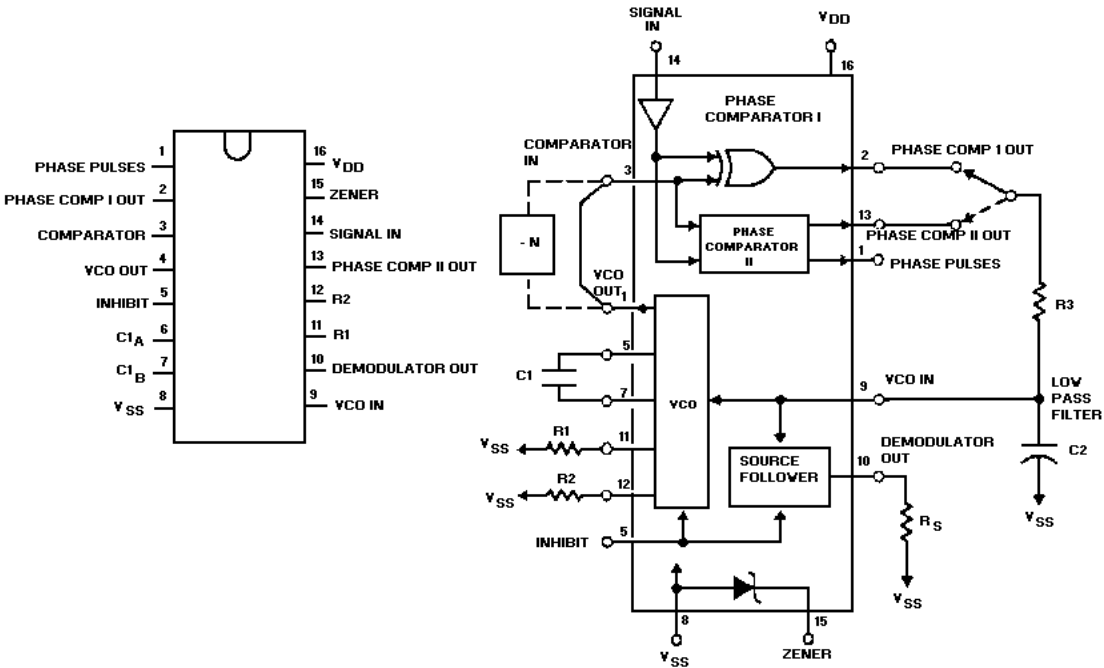 1
PHASE PULSES
2
PHASE COMP I OUT
3
COMPARATOR
4
VCO OUT
5
INHIBIT
6
C1A
7
C1B
8
VSS
16
VDD
15
ZENER
14
SIGNAL IN
13
PHASE COMP II OUT
12
R2
11
R1
10
DEMODULATOR OUT
9
VCO IN
SIGNAL
IN
14
VDD
16
PHASE
COMPARATOR I
COMPARATOR
IN
3
2
PHASE COMP 1 OUT
13
PHASE COMP II OUT
1
PHASE PULSES
PHASE
COMPARATOR
II
- N
VCO
OUT
1
5
C1
7
VCO
R1
11
VSS
R2
12
VSS
INHIBIT
5
9
VCO IN
R3
LOW
PASS
FILTER
C2
VSS
SOURCE
FOLLOWER
DEMODULATOR
OUT
10
RS
VSS
8
VSS
15
ZENER